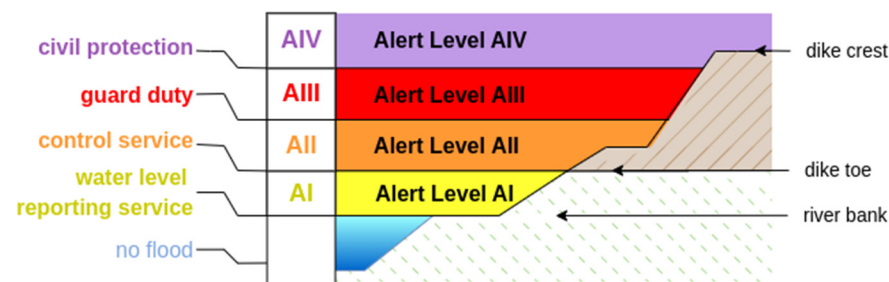 civil protection
AIV
Alert Level AIV
dike crest
guard duty
AIII
Alert Level AIII
control service
AII
Alert Level AII
water level
reporting service
AI
Alert Level AI
dike toe
river bank
no flood